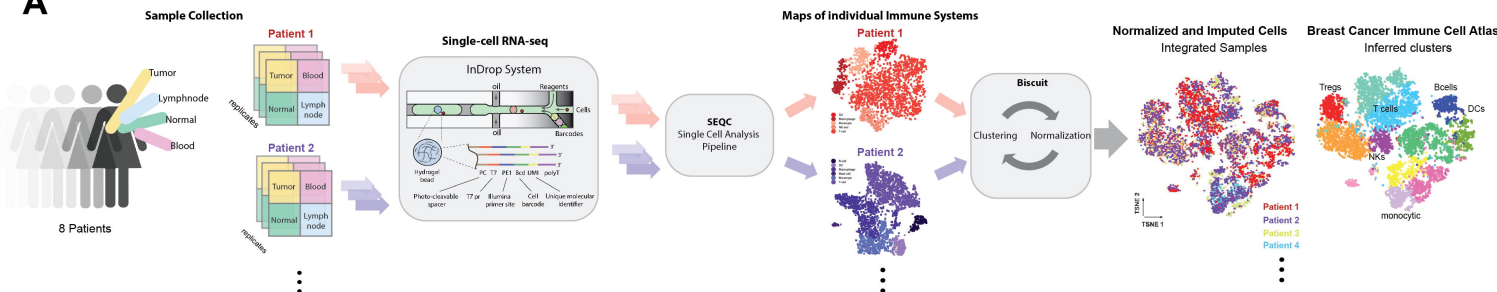 A
Sample Collection
Tumor
Lymphnode
Normal
Blood
8 Patients
Patient 1
Tumor
Blood
Normal
Lymph
node
replicates
Patient 2
Tumor
Blood
Normal
Lymph
node
replicates
Single-cell RNA-seq
InDrop System
oil
Reagents
Cells
oil
Barcodes
3'
3'
3'
Hydrogel
bead
PC T7 PE1 Bcd UMI polyT
Photo-cleavable
spacer
T7 pr
Illumina
primer site
Cell
barcode
Unique molecular
identifier
SEQC
Single Cell Analysis
Pipeline
Maps of individual Immune Systems
Patient 1
Patient 2
Biscuit
Clustering
Normalization
Normalized and Imputed Cells
Integrated Samples
TSNE 2
TSNE 1
Patient 1
Patient 2
Patient 3
Patient 4
Breast Cancer Immune Cell Atlas
Inferred clusters
Tregs
T cells
Bcells
DCs
NKs
monocytic